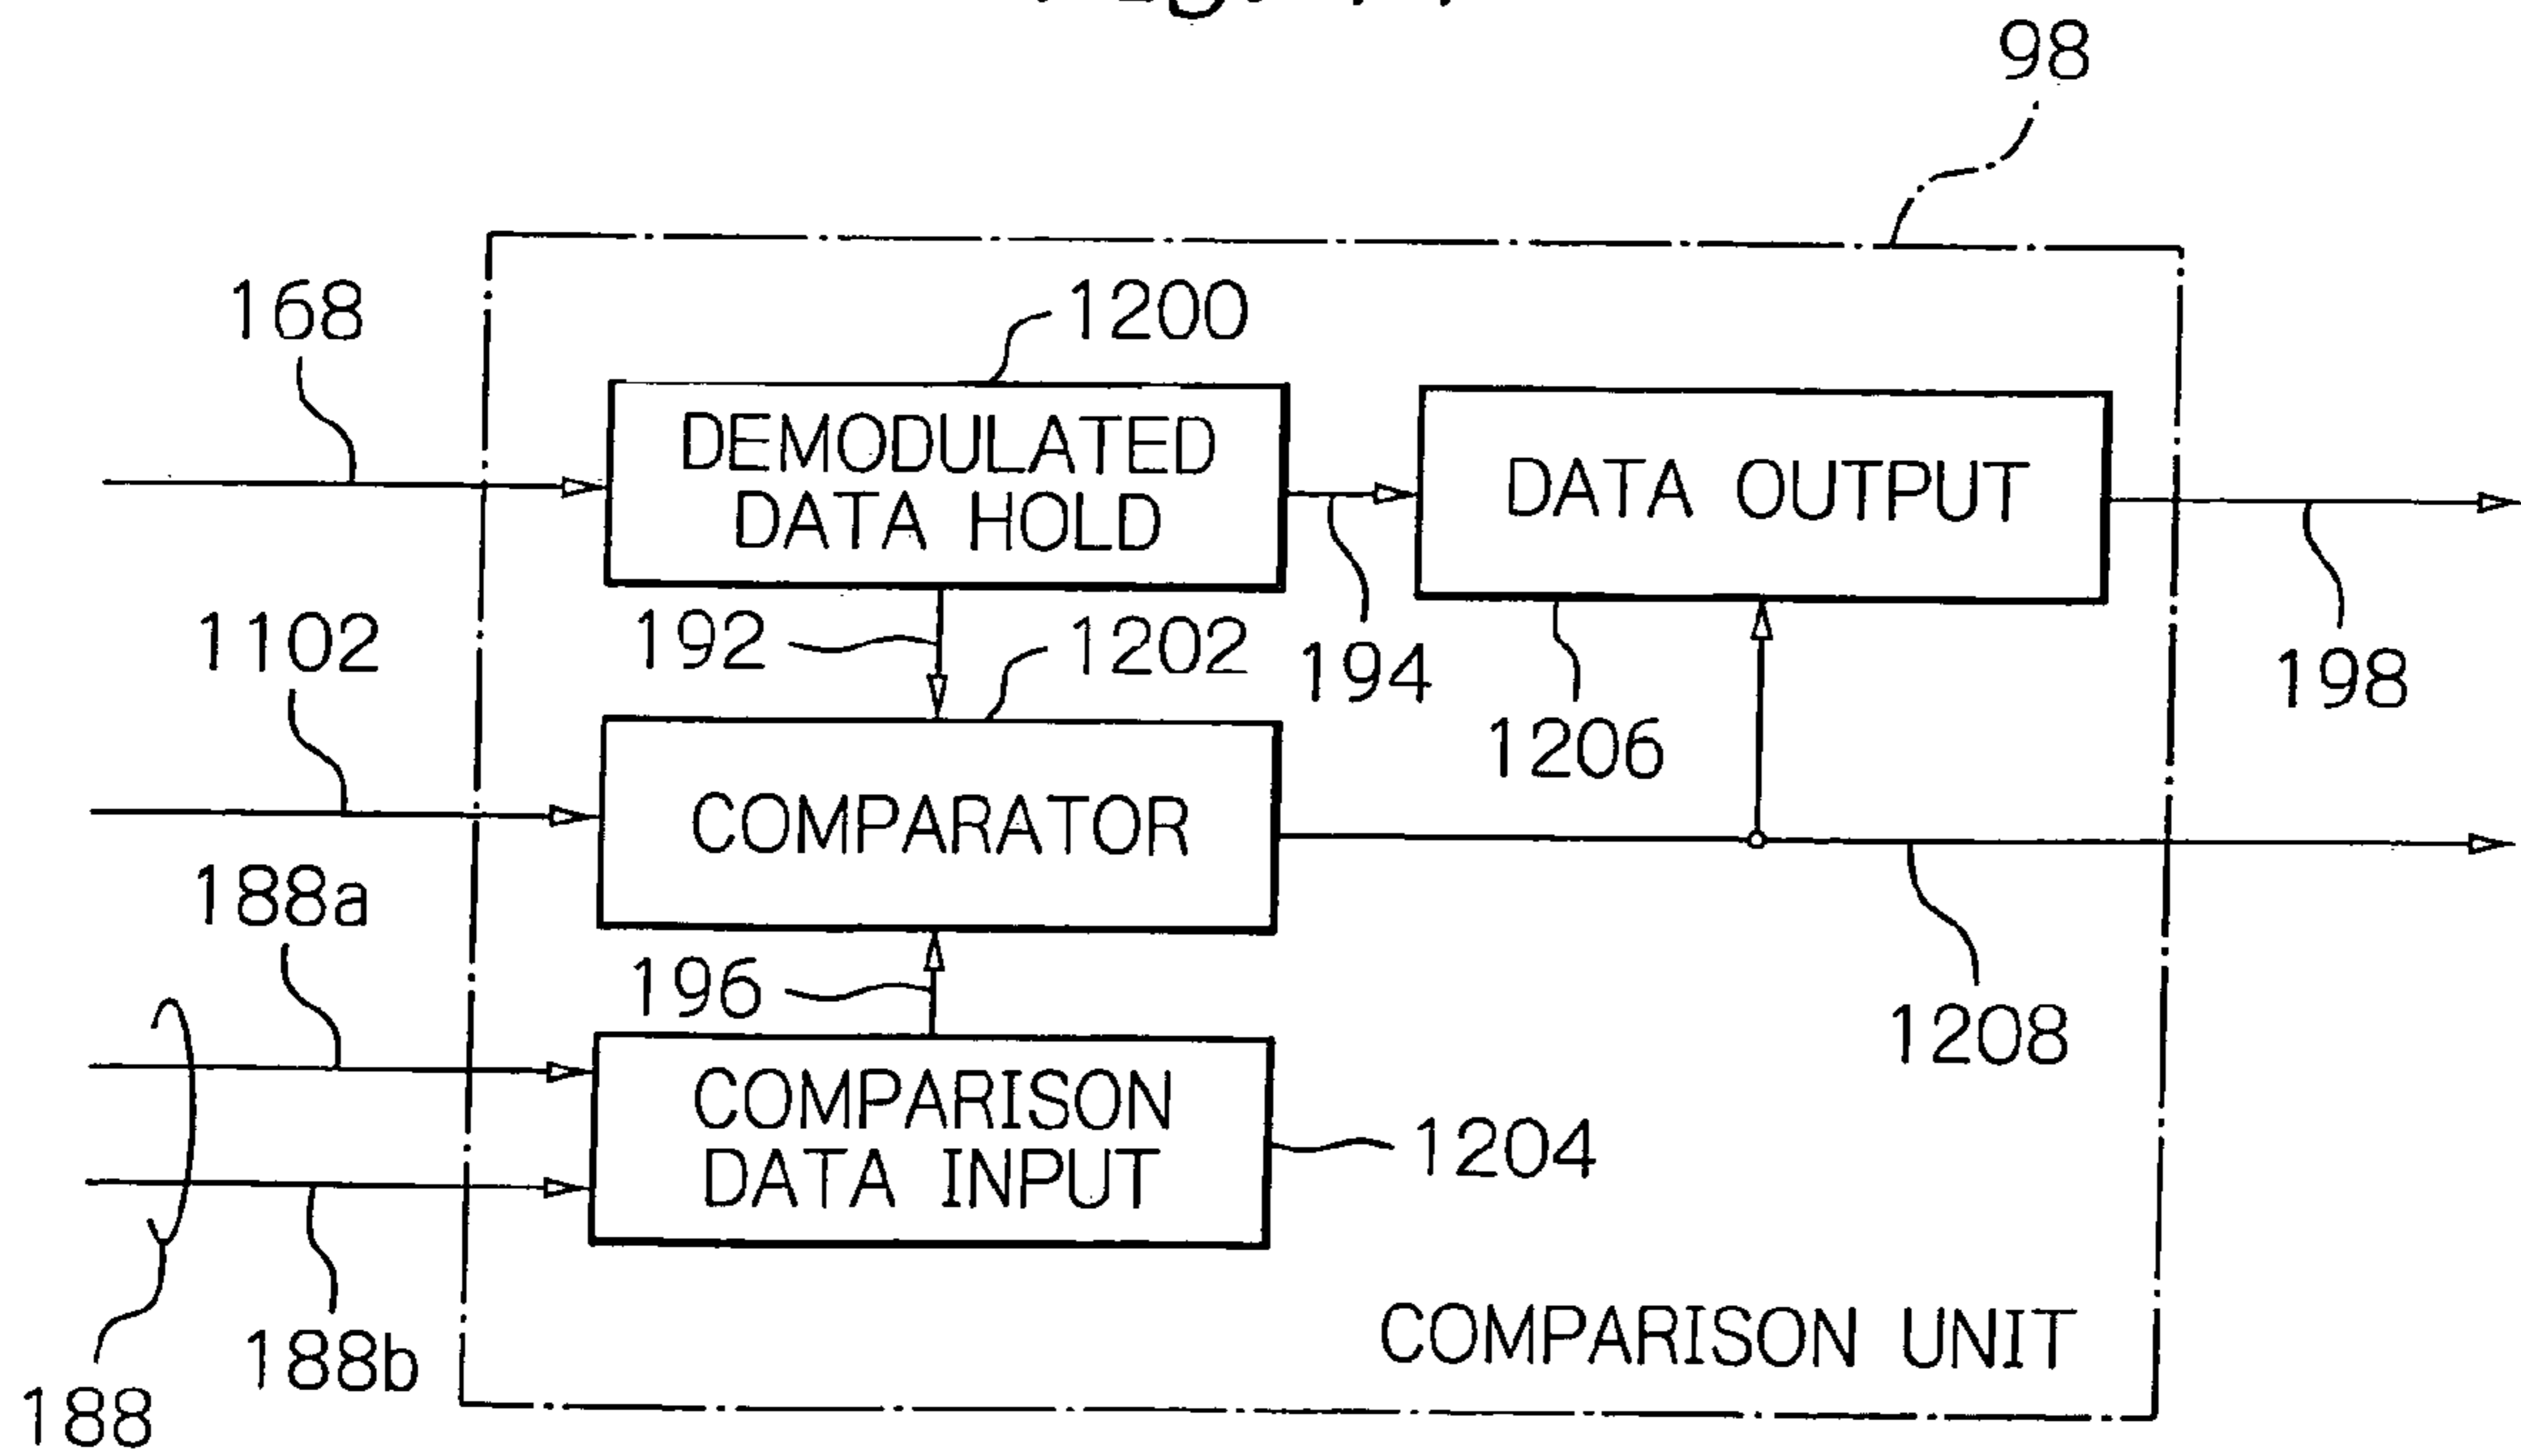 98
168
1200
DEMODULATED
DATA HOLD
DATA OUTPUT
192
1202
194
198
1102
1206
COMPARATOR
188a
196
1208
COMPARISON
DATA INPUT
1204
188b
188
COMPARISON UNIT